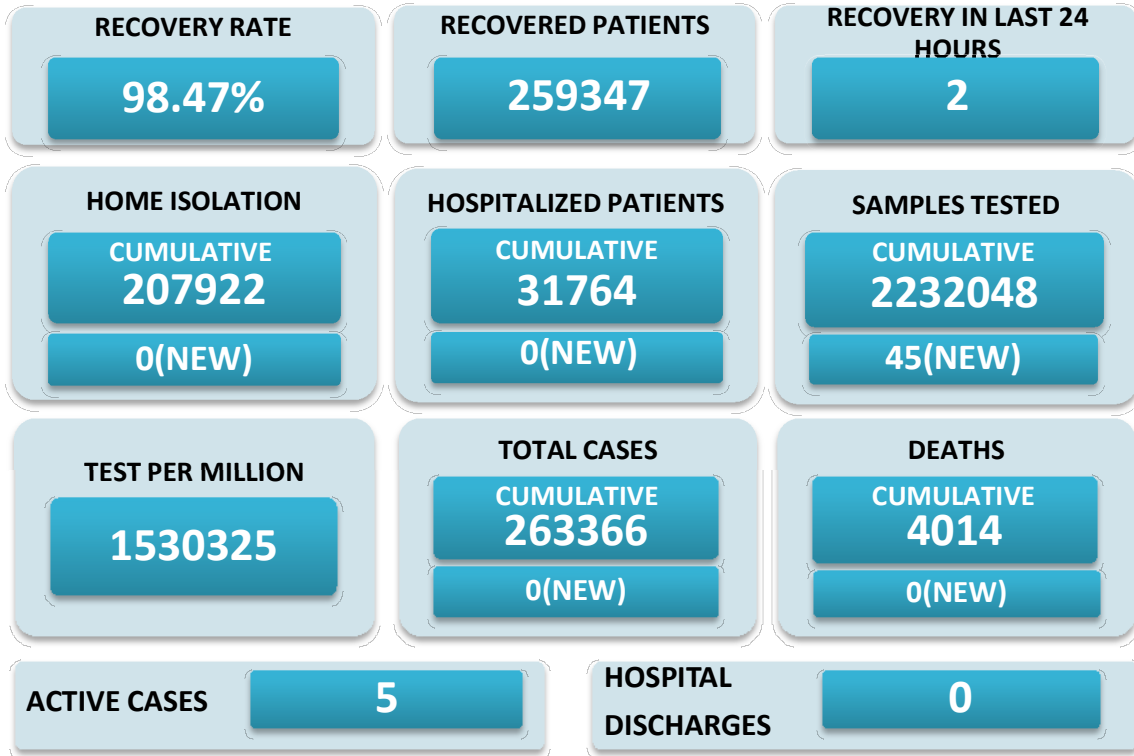 RECOVERY RATE
98.47%
RECOVERED PATIENTS
259347
RECOVERY IN LAST 24
HOURS
2
HOME ISOLATION
CUMULATIVE
207922
0(NEW)
HOSPITALIZED PATIENTS
CUMULATIVE
31764
0(NEW)
SAMPLES TESTED
CUMULATIVE
2232048
45(NEW)
TEST PER MILLION
1530325
TOTAL CASES
CUMULATIVE
263366
0(NEW)
DEATHS
CUMULATIVE
4014
0(NEW)
ACTIVE CASES
5
HOSPITAL
DISCHARGES
0